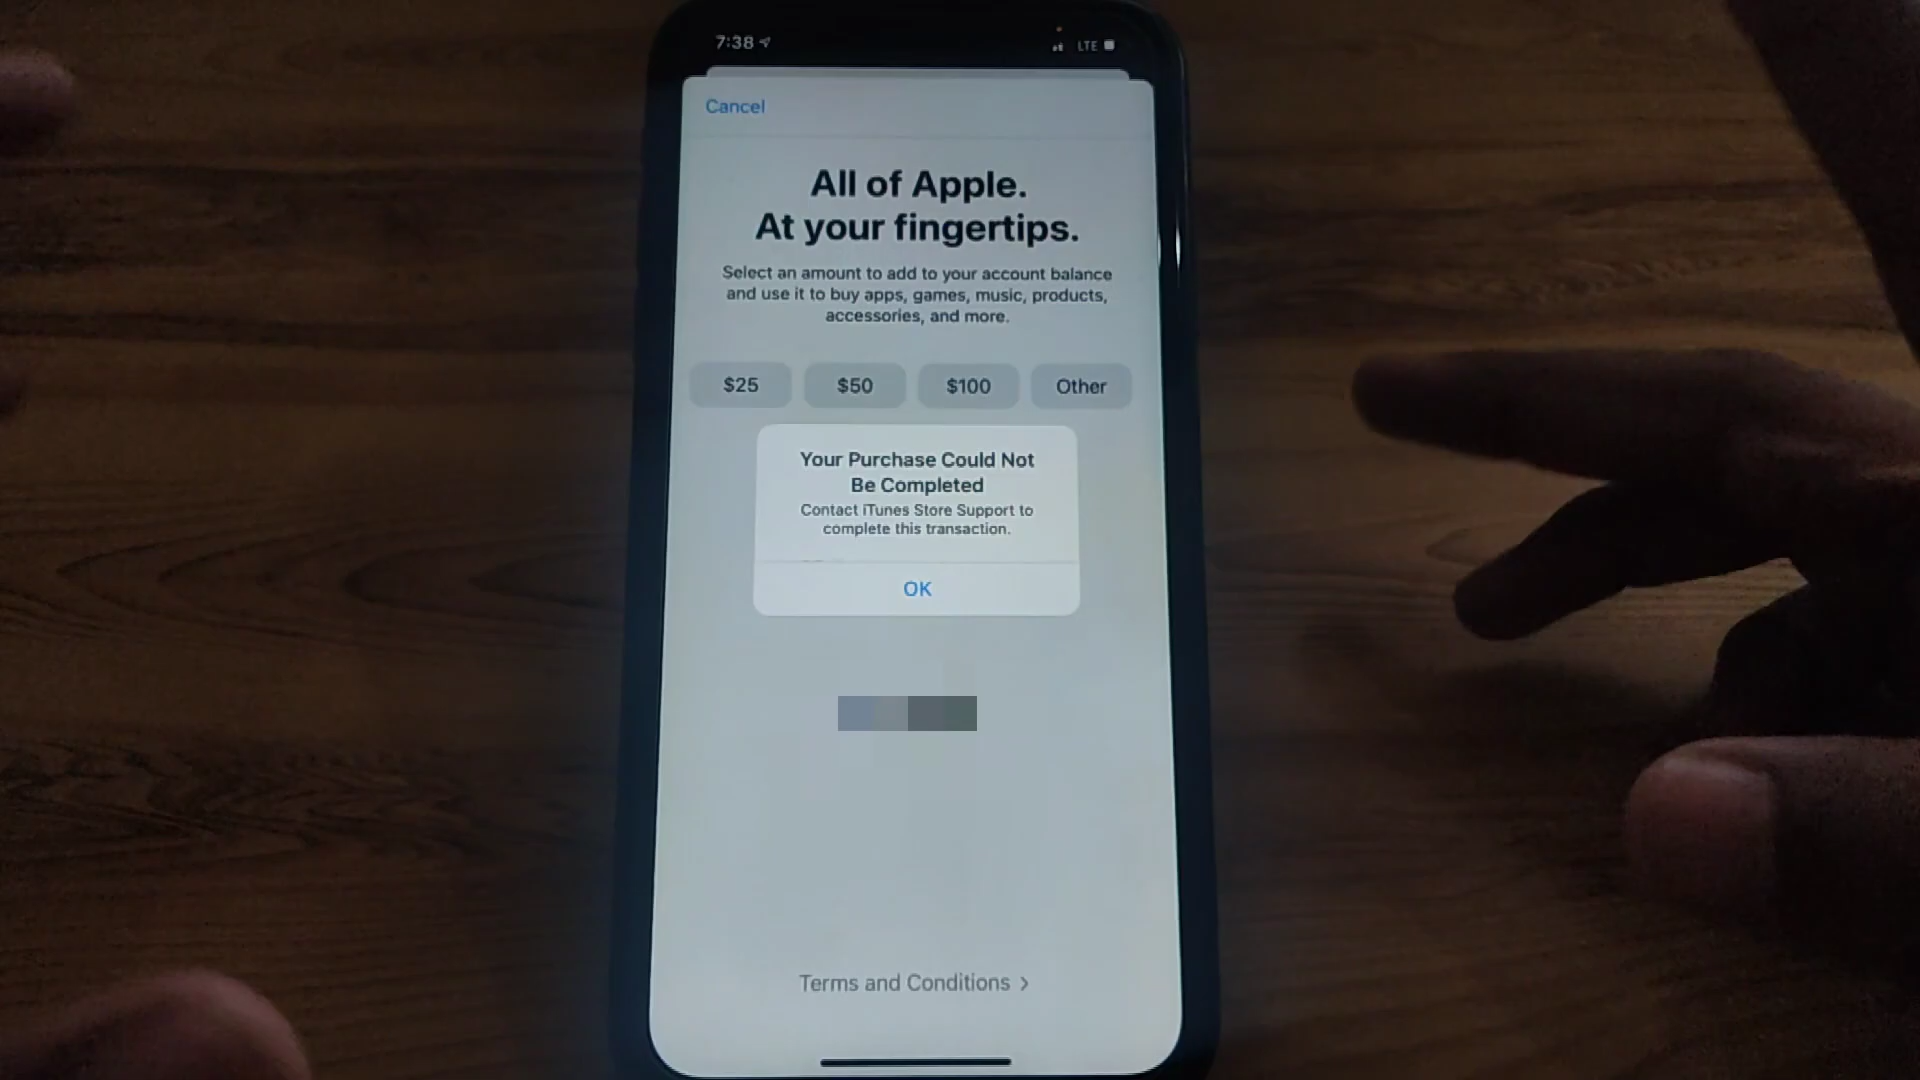 7:38
LTE
Cancel
All of Apple.
At your fingertips.
Select an amount to add to your account balance
and use it to buy apps, games, music, products,
accessories, and more.
$25 $50 $100 Other
Your Purchase Could Not
Be Completed
Contact iTunes Store Support to
complete this transaction.
OK
Terms and Conditions >